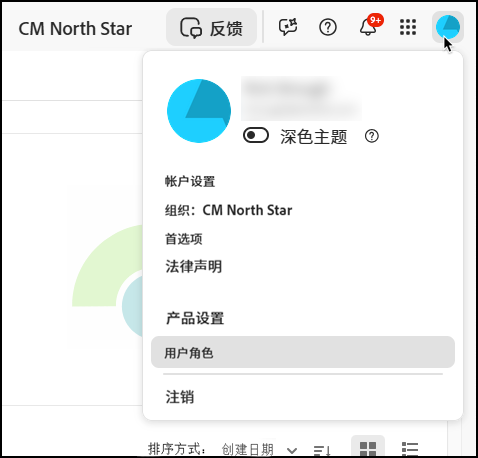 CM North Star
反馈
9+
深色主题
帐户设置
组织：CM North Star
首选项
法律声明
产品设置
用户角色
注销
排序方式： 创建日期